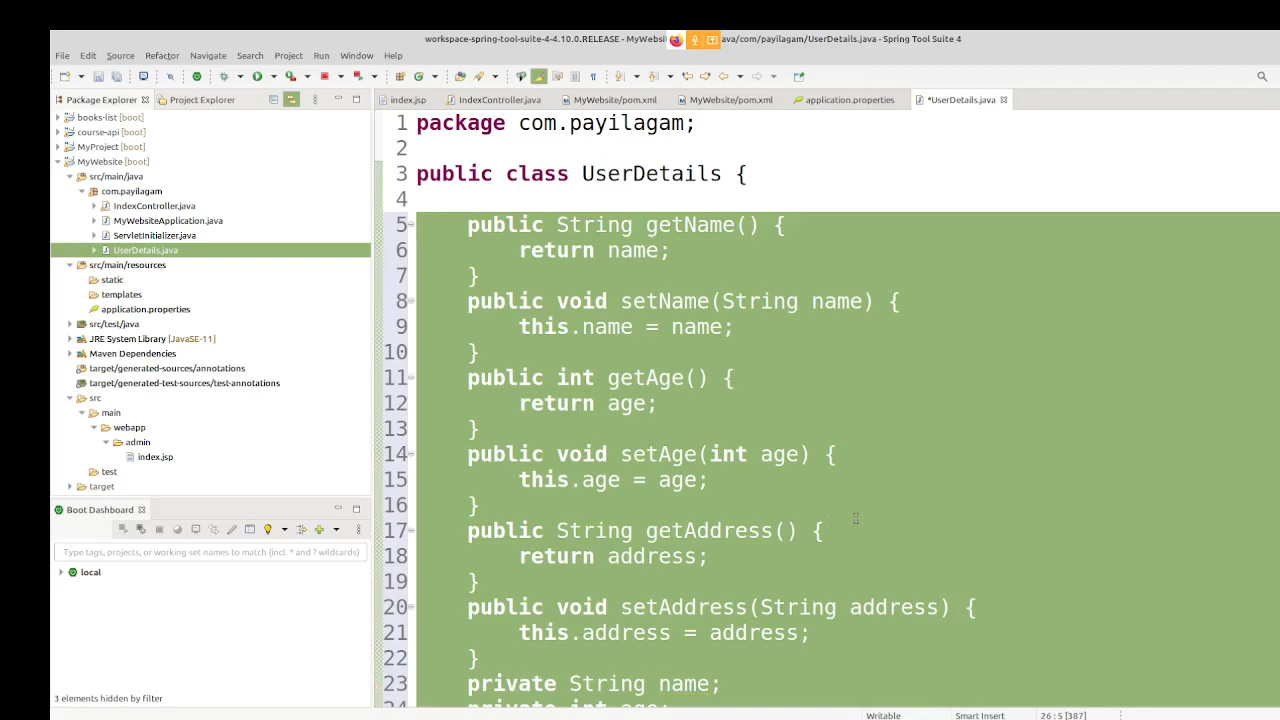 workspace-spring-tool-suite-4-4.10.0.RELEASE - MyWebsi ava/com/payilagam/UserDetails.java - Spring Tool Suite 4
File Edit Source Refactor Navigate Search Project Run Window Help
Package Explorer Project Explorer
index.jsp IndexController.java MyWebsite/pom.xml MyWebsite/pom.xml application.properties *UserDetails.java
books-list [boot]
course-api [boot]
MyProject [boot]
MyWebsite [boot]
src/main/java
com.payilagam
IndexController.java
MyWebsiteApplication.java
ServletInitializer.java
UserDetails.java
src/main/resources
static
templates
application.properties
src/test/java
JRE System Library [JavaSE-11]
Maven Dependencies
target/generated-sources/annotations
target/generated-test-sources/test-annotations
src
main
webapp
admin
index.jsp
test
target
Boot Dashboard
Type tags, projects, or working set names to match (incl. * and ? wildcards)
local
3 elements hidden by filter
1 package com.payilagam;
2
3 public class UserDetails {
4
5 public String getName() {
6 return name;
7 }
8 public void setName(String name) {
9 this.name = name;
10 }
11 public int getAge() {
12 return age;
13 }
14 public void setAge(int age) {
15 this.age = age;
16 }
17 public String getAddress() {
18 return address;
19 }
20 public void setAddress(String address) {
21 this.address = address;
22 }
23 private String name;
24 private int age;
Writable Smart Insert 26:5 [387]